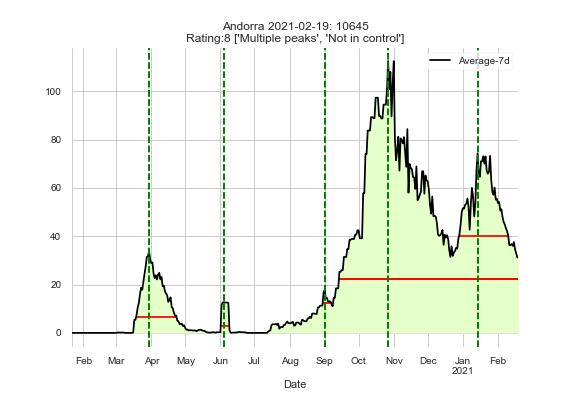 Andorra 2021-02-19: 10645
Rating:8 ['Multiple peaks', 'Not in control']
Average-7d
100
80
60
40
20
0
Feb Mar Apr May Jun Jul Aug Sep Oct Nov Dec Jan Feb
2021
Date